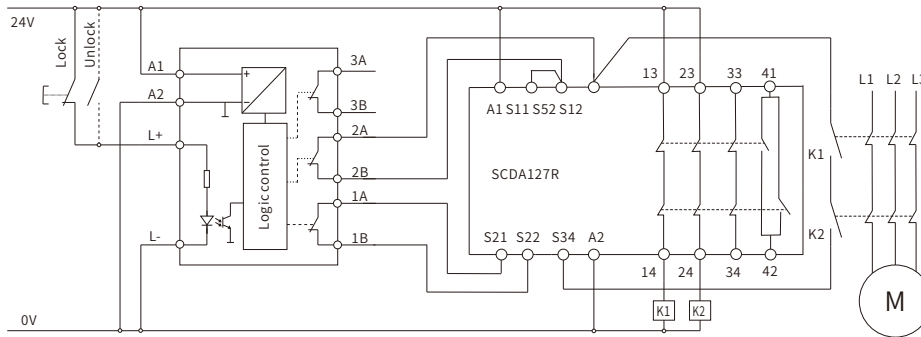 24V
Lock
Unlock
A1
A2
L+
L-
0V
+
-
Logic control
3A
3B
2A
2B
1A
1B
A1 S11 S52 S12
13 23 33 41
SCDA127R
S21 S22 S34 A2
14 24 34 42
K1 K2
K1
K2
L1 L2 L3
M